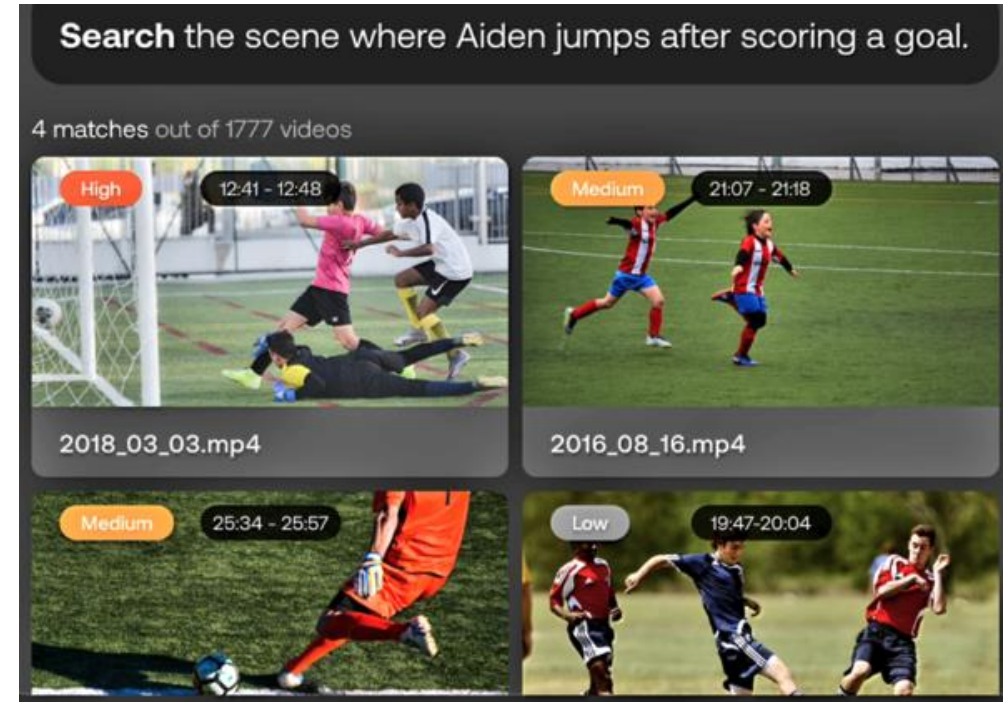 Search the scene where Aiden jumps after scoring a goal.
4 matches out of 1777 videos
High 12:41 - 12:48
Medium 21:07 - 21:18
2018_03_03.mp4
2016_08_16.mp4
Medium 25:34 - 25:57
Low 19:47-20:04